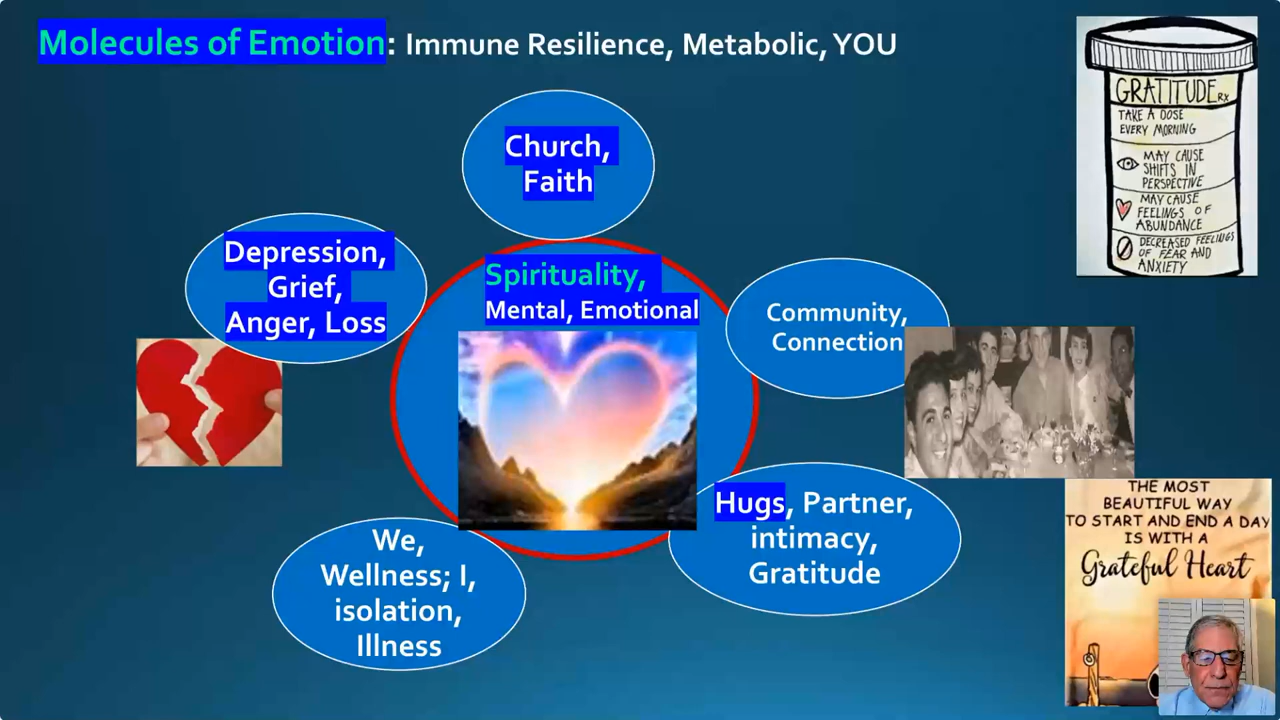 Molecules of Emotion: Immune Resilience, Metabolic, YOU
Church,
Faith
Depression,
Grief,
Anger, Loss
Spirituality,
Mental, Emotional
Community,
Connection
Hugs, Partner,
intimacy,
Gratitude
We,
Wellness; I,
isolation,
Illness
GRATITUDE RX
TAKE A DOSE
EVERY MORNING
MAY CAUSE
SHIFTS IN
PERSPECTIVE
MAY CAUSE
FEELINGS OF
ABUNDANCE
DECREASED FEELINGS
OF FEAR AND
ANXIETY
THE MOST
BEAUTIFUL WAY
TO START AND END A DAY
IS WITH A
Grateful Heart